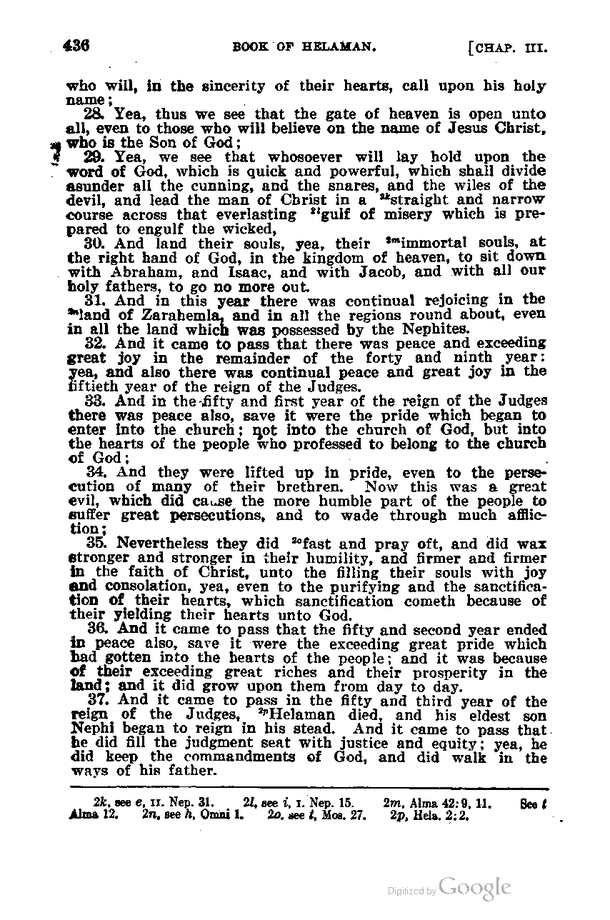 436 BOOK OF HELAMAN. [CHAP. III.
who will, in the sincerity of their hearts, call upon his holy
name;
28. Yea, thus we see that the gate of heaven is open unto
all, even to those who will believe on the name of Jesus Christ,
who is the Son of God;
29. Yea, we see that whosoever will lay hold upon the
word of God, which is quick and powerful, which shall divide
asunder all the cunning, and the snares, and the wiles of the
devil, and lead the man of Christ in a 2kstraight and narrow
course across that everlasting 2lgulf of misery which is pre-
pared to engulf the wicked,
30. And land their souls, yea, their 2mimmortal souls, at
the right hand of God, in the kingdom of heaven, to sit down
with Abraham, and Isaac, and with Jacob, and with all our
holy fathers, to go no more out.
31. And in this year there was continual rejoicing in the
2nland of Zarahemla, and in all the regions round about, even
in all the land which was possessed by the Nephites.
32. And it came to pass that there was peace and exceeding
great joy in the remainder of the forty and ninth year:
yea, and also there was continual peace and great joy in the
fiftieth year of the reign of the Judges.
33. And in the fifty and first year of the reign of the Judges
there was peace also, save it were the pride which began to
enter into the church; not into the church of God, but into
the hearts of the people who professed to belong to the church
of God;
34. And they were lifted up in pride, even to the perse-
cution of many of their brethren. Now this was a great
evil, which did cause the more humble part of the people to
suffer great persecutions, and to wade through much afflic-
tion;
35. Nevertheless they did 2ofast and pray oft, and did wax
stronger and stronger in their humility, and firmer and firmer
in the faith of Christ, unto the filling their souls with joy
and consolation, yea, even to the purifying and the sanctifica-
tion of their hearts, which sanctification cometh because of
their yielding their hearts unto God.
36. And it came to pass that the fifty and second year ended
in peace also, save it were the exceeding great pride which
had gotten into the hearts of the people; and it was because
of their exceeding great riches and their prosperity in the
land; and it did grow upon them from day to day.
37. And it came to pass in the fifty and third year of the
reign of the Judges, 2pHelaman died, and his eldest son
Nephi began to reign in his stead. And it came to pass that
he did fill the judgment seat with justice and equity; yea, he
did keep the commandments of God, and did walk in the
ways of his father.
2k, see e, II. Nep. 31. 2l, see i, I. Nep. 15. 2m, Alma 42:9, 11. See t
Alma 12. 2n, see h, Omni 1. 2o, see t, Mos. 27. 2p, Hela. 2:2.
Digitized by Google